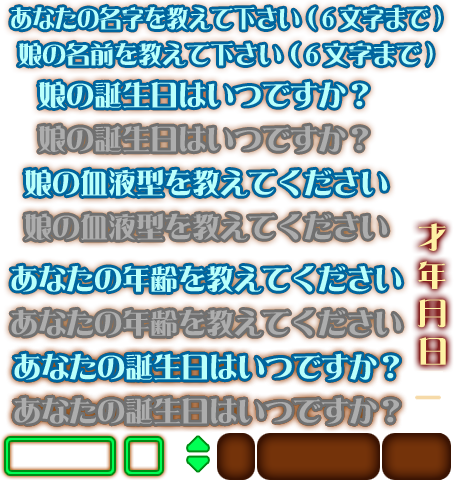 あなたの名字を教えて下さい(6文字まで)
娘の名前を教えて下さい(6文字まで)
娘の誕生日はいつですか？
娘の誕生日はいつですか？
娘の血液型を教えてください
娘の血液型を教えてください
あなたの年齢を教えてください
あなたの年齢を教えてください
あなたの誕生日はいつですか？
あなたの誕生日はいつですか？
才
年
月
日